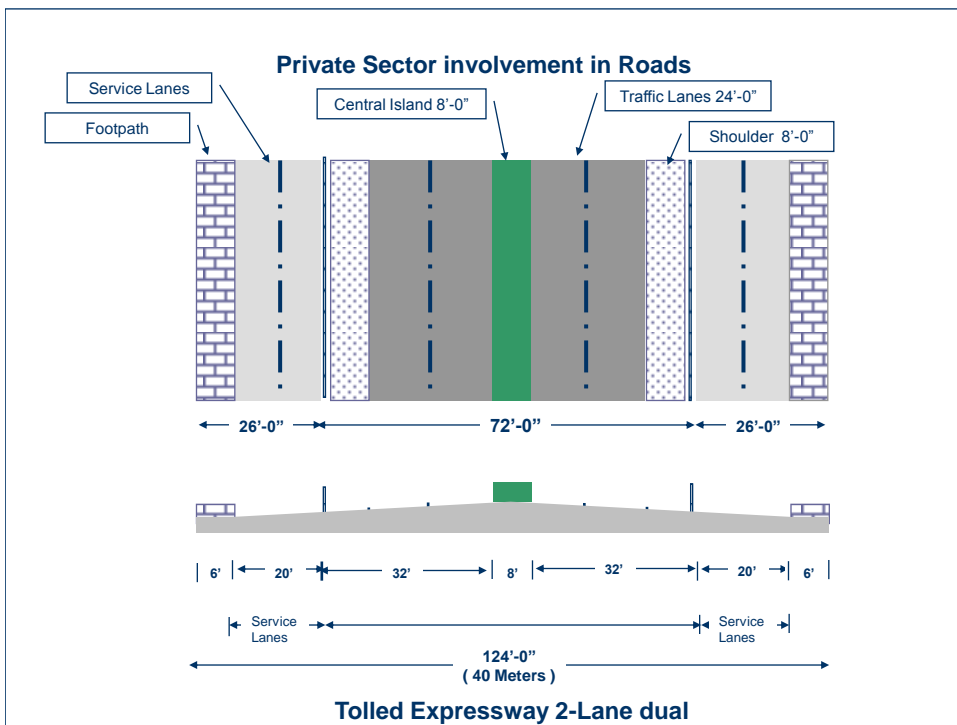 Private Sector involvement in Roads
Service Lanes
Central Island 8’-0”
Traffic Lanes 24’-0”
Footpath
Shoulder 8’-0”
26’-0”
72’-0”
26’-0”
6’
20’
32’
8’
32’
20’
6’
Service
Lanes
Service
Lanes
124’-0”
( 40 Meters )
Tolled Expressway 2-Lane dual